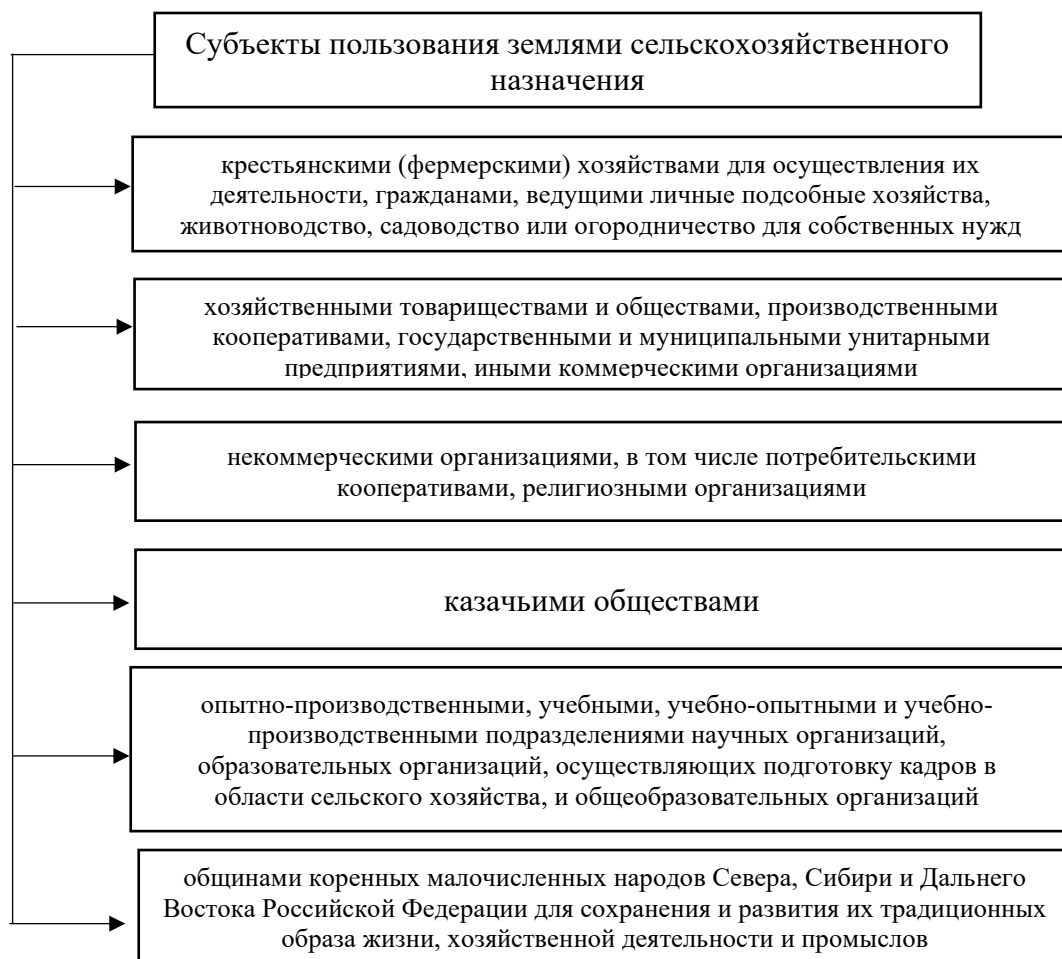 Субъекты пользования землями сельскохозяйственного
назначения
крестьянскими (фермерскими) хозяйствами для осуществления их
деятельности, гражданами, ведущими личные подсобные хозяйства,
животноводство, садоводство или огородничество для собственных нужд
хозяйственными товариществами и обществами, производственными
кооперативами, государственными и муниципальными унитарными
предприятиями, иными коммерческими организациями
некоммерческими организациями, в том числе потребительскими
кооперативами, религиозными организациями
казачьими обществами
опытно-производственными, учебными, учебно-опытными и учебно-
производственными подразделениями научных организаций,
образовательных организаций, осуществляющих подготовку кадров в
области сельского хозяйства, и общеобразовательных организаций
общинами коренных малочисленных народов Севера, Сибири и Дальнего
Востока Российской Федерации для сохранения и развития их традиционных
образа жизни, хозяйственной деятельности и промыслов